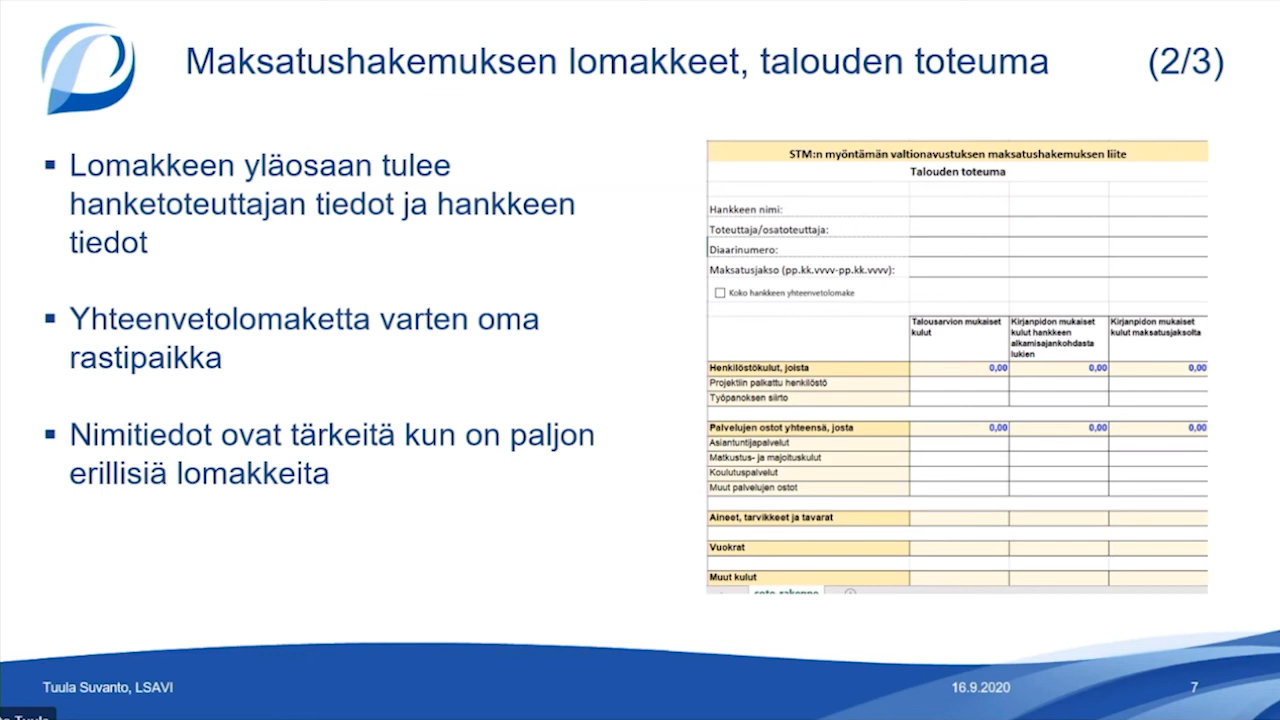 Maksatushakemuksen lomakkeet, talouden toteuma (2/3)
▪ Lomakkeen yläosaan tulee
hanketoteuttajan tiedot ja hankkeen
tiedot
▪ Yhteenvetolomaketta varten oma
rastipaikka
▪ Nimitiedot ovat tärkeitä kun on paljon
erillisiä lomakkeita
STM:n myöntämän valtionavustuksen maksatushakemuksen liite
Talouden toteuma
Hankkeen nimi:
Toteuttaja/osatoteuttaja:
Diaarinumero:
Maksatusjakso (pp.kk.vvvv-pp.kk.vvvv):
Koko hankkeen yhteenvetolomake
Talousarvion mukaiset
kulut
Kirjanpidon mukaiset
kulut hankkeen
alkamisajankohdasta
lukien
Kirjanpidon mukaiset
kulut maksatusjaksolta
Henkilöstökulut, joista 0,00 0,00 0,00
Projektiin palkattu henkilöstö
Työpanoksen siirto
Palvelujen ostot yhteensä, josta 0,00 0,00 0,00
Asiantuntijapalvelut
Matkustus- ja majoituskulut
Koulutuspalvelut
Muut palvelujen ostot
Aineet, tarvikkeet ja tavarat
Vuokrat
Muut kulut
Tuula Suvanto, LSAVI 16.9.2020 7